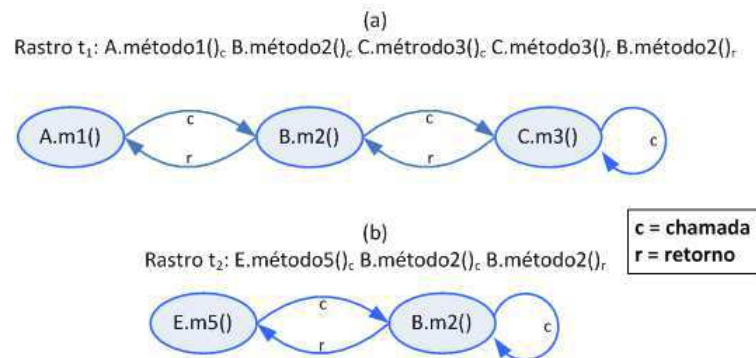 (a)
Rastro t₁: A.método1()c B.método2()c C.métrodo3()c C.método3()r B.método2()r
c c
A.m1() B.m2() C.m3() c
r r
(b)
c = chamada
r = retorno
Rastro t₂: E.método5()c B.método2()c B.método2()r
c
E.m5() B.m2() c
r